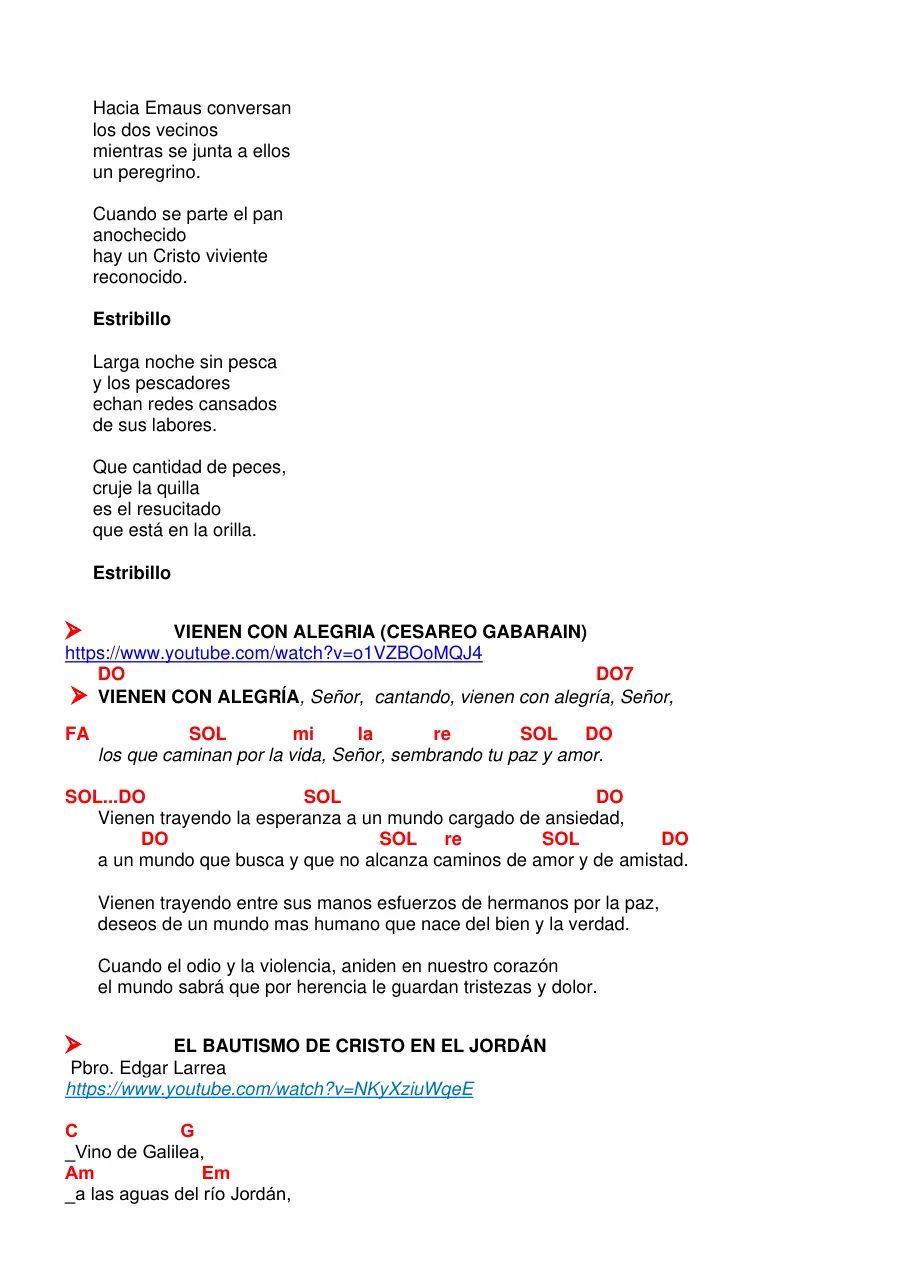 Hacia Emaus conversan
los dos vecinos
mientras se junta a ellos
un peregrino.
Cuando se parte el pan
anochecido
hay un Cristo viviente
reconocido.
Estribillo
Larga noche sin pesca
y los pescadores
echan redes cansados
de sus labores.
Que cantidad de peces,
cruje la quilla
es el resucitado
que está en la orilla.
Estribillo
➢ VIENEN CON ALEGRIA (CESAREO GABARAIN)
https://www.youtube.com/watch?v=o1VZBOoMQJ4
DO DO7
➢ VIENEN CON ALEGRÍA, Señor, cantando, vienen con alegría, Señor,
FA SOL mi la re SOL DO
los que caminan por la vida, Señor, sembrando tu paz y amor.
SOL...DO SOL DO
Vienen trayendo la esperanza a un mundo cargado de ansiedad,
DO SOL re SOL DO
a un mundo que busca y que no alcanza caminos de amor y de amistad.
Vienen trayendo entre sus manos esfuerzos de hermanos por la paz,
deseos de un mundo mas humano que nace del bien y la verdad.
Cuando el odio y la violencia, aniden en nuestro corazón
el mundo sabrá que por herencia le guardan tristezas y dolor.
➢ EL BAUTISMO DE CRISTO EN EL JORDÁN
Pbro. Edgar Larrea
https://www.youtube.com/watch?v=NKyXziuWqeE
C G
_Vino de Galilea,
Am Em
_a las aguas del río Jordán,